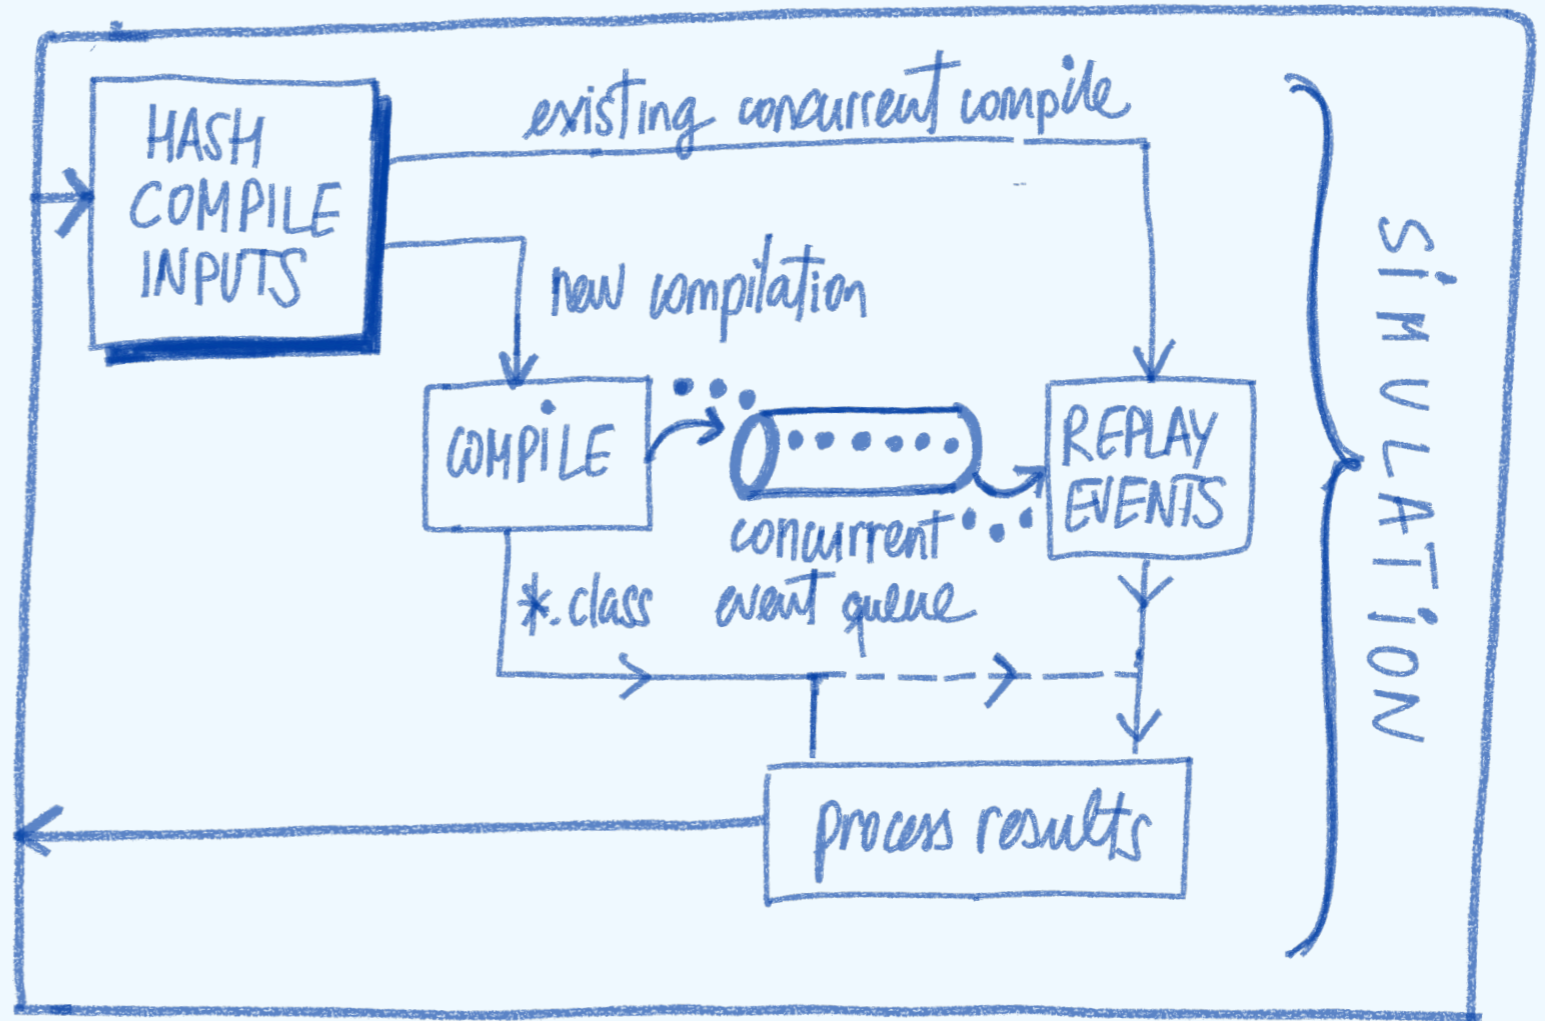 HASH
COMPILE
INPUTS
existing concurrent compile
new compilation
COMPILE
REPLAY
EVENTS
concurrent
*.class
event queue
process results
SIMULATION